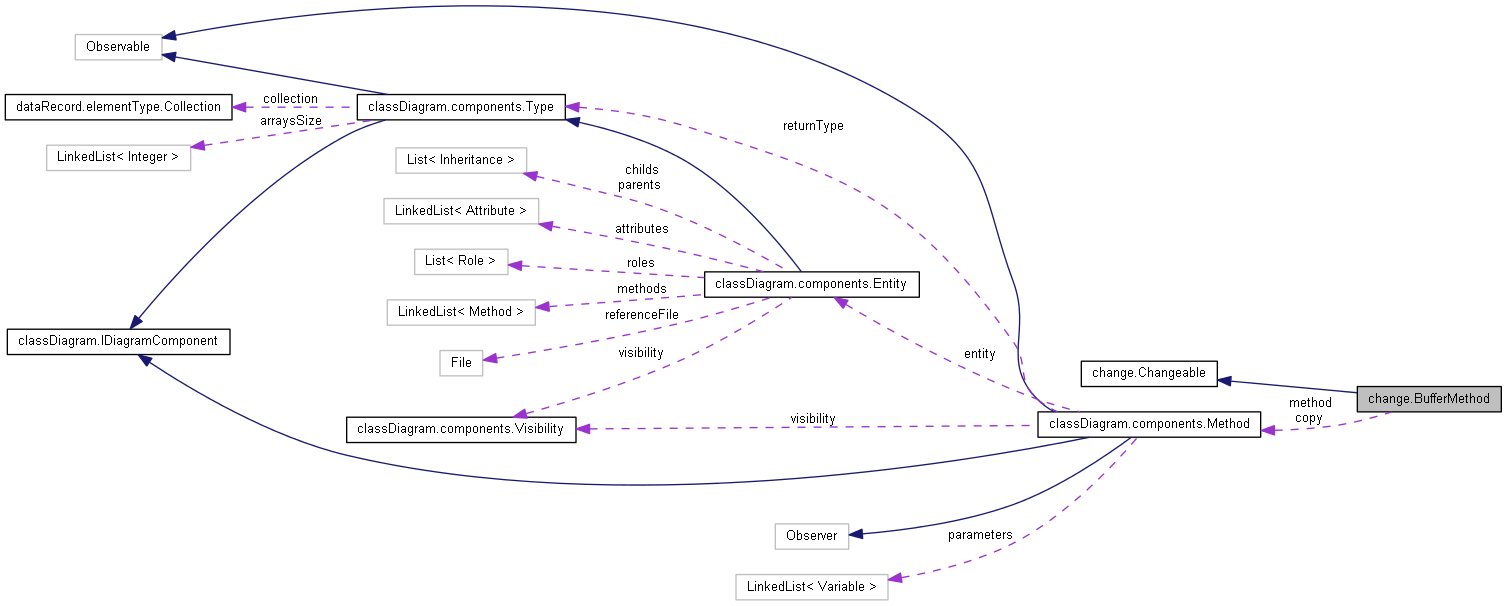 Observable
dataRecord.elementType.Collection
collection
classDiagram.components.Type
arraysSize
LinkedList< Integer >
returnType
List< Inheritance >
childs
parents
LinkedList< Attribute >
attributes
List< Role >
roles
classDiagram.components.Entity
methods
LinkedList< Method >
referenceFile
classDiagram.IDiagramComponent
visibility
File
entity
change.Changeable
change.BufferMethod
method
copy
classDiagram.components.Visibility
visibility
classDiagram.components.Method
Observer
parameters
LinkedList< Variable >